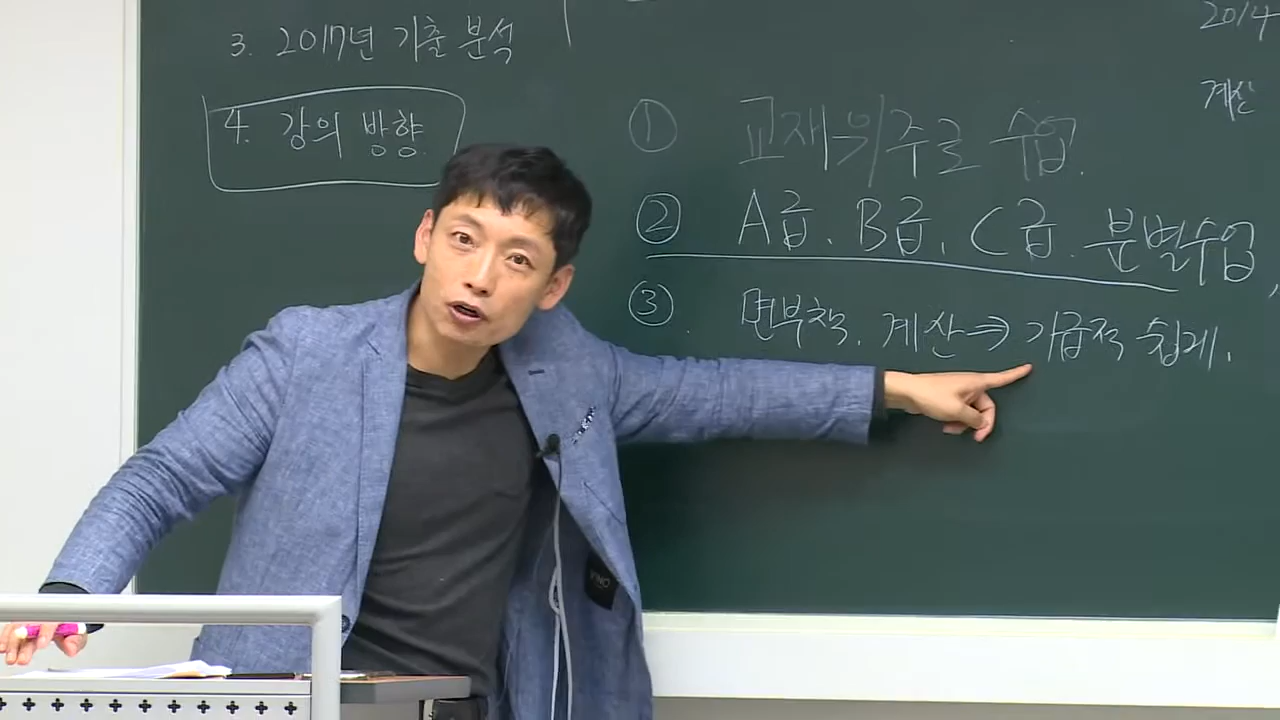 3. 2017년 기출 분석
4. 강의 방향
① 교재위주로 수업.
② A급. B급. C급. 분별수업,
③. 면부책. 계산⇒가급적 쉽게.
2014
계산
VINO